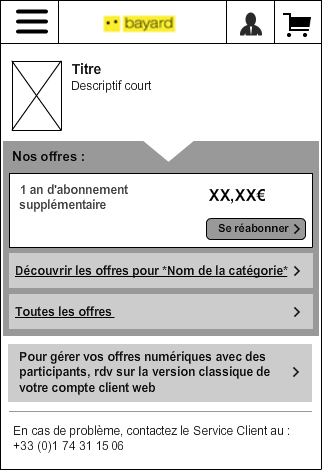 bayard
Titre
Descriptif court
Nos offres :
1 an d'abonnement
supplémentaire
XX,XX€
Se réabonner
Découvrir les offres pour *Nom de la catégorie*
Toutes les offres
Pour gérer vos offres numériques avec des
participants, rdv sur la version classique de
votre compte client web
En cas de problème, contactez le Service Client au :
+33 (0)1 74 31 15 06